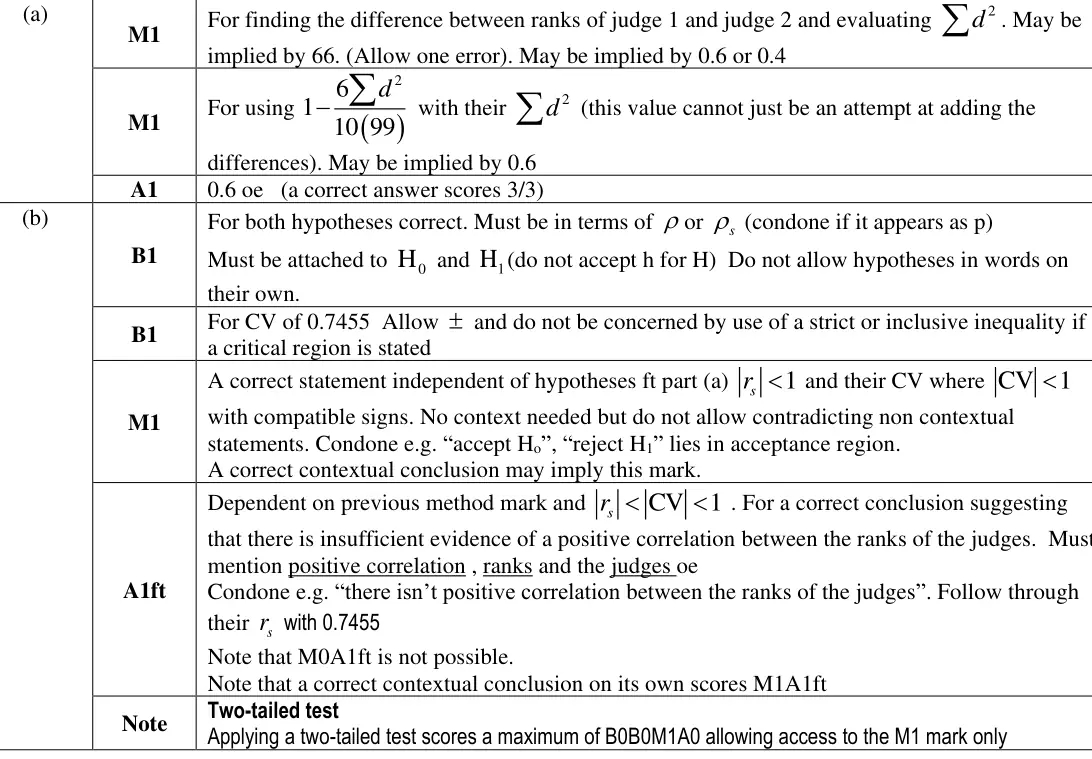 (a)
M1
For finding the difference between ranks of judge 1 and judge 2 and evaluating ∑d². May be
implied by 66. (Allow one error). May be implied by 0.6 or 0.4
M1
For using 1 − 6∑d² / 10(99) with their ∑d² (this value cannot just be an attempt at adding the
differences). May be implied by 0.6
A1
0.6 oe (a correct answer scores 3/3)
(b)
B1
For both hypotheses correct. Must be in terms of ρ or ρₛ (condone if it appears as p)
Must be attached to H₀ and H₁(do not accept h for H) Do not allow hypotheses in words on
their own.
B1
For CV of 0.7455 Allow ± and do not be concerned by use of a strict or inclusive inequality if
a critical region is stated
M1
A correct statement independent of hypotheses ft part (a) |rₛ| < 1 and their CV where |CV| < 1
with compatible signs. No context needed but do not allow contradicting non contextual
statements. Condone e.g. “accept Hₒ”, “reject H₁” lies in acceptance region.
A correct contextual conclusion may imply this mark.
A1ft
Dependent on previous method mark and |rₛ| < |CV| < 1 . For a correct conclusion suggesting
that there is insufficient evidence of a positive correlation between the ranks of the judges. Must
mention positive correlation , ranks and the judges oe
Condone e.g. “there isn’t positive correlation between the ranks of the judges”. Follow through
their rₛ with 0.7455
Note that M0A1ft is not possible.
Note that a correct contextual conclusion on its own scores M1A1ft
Note
Two-tailed test
Applying a two-tailed test scores a maximum of B0B0M1A0 allowing access to the M1 mark only